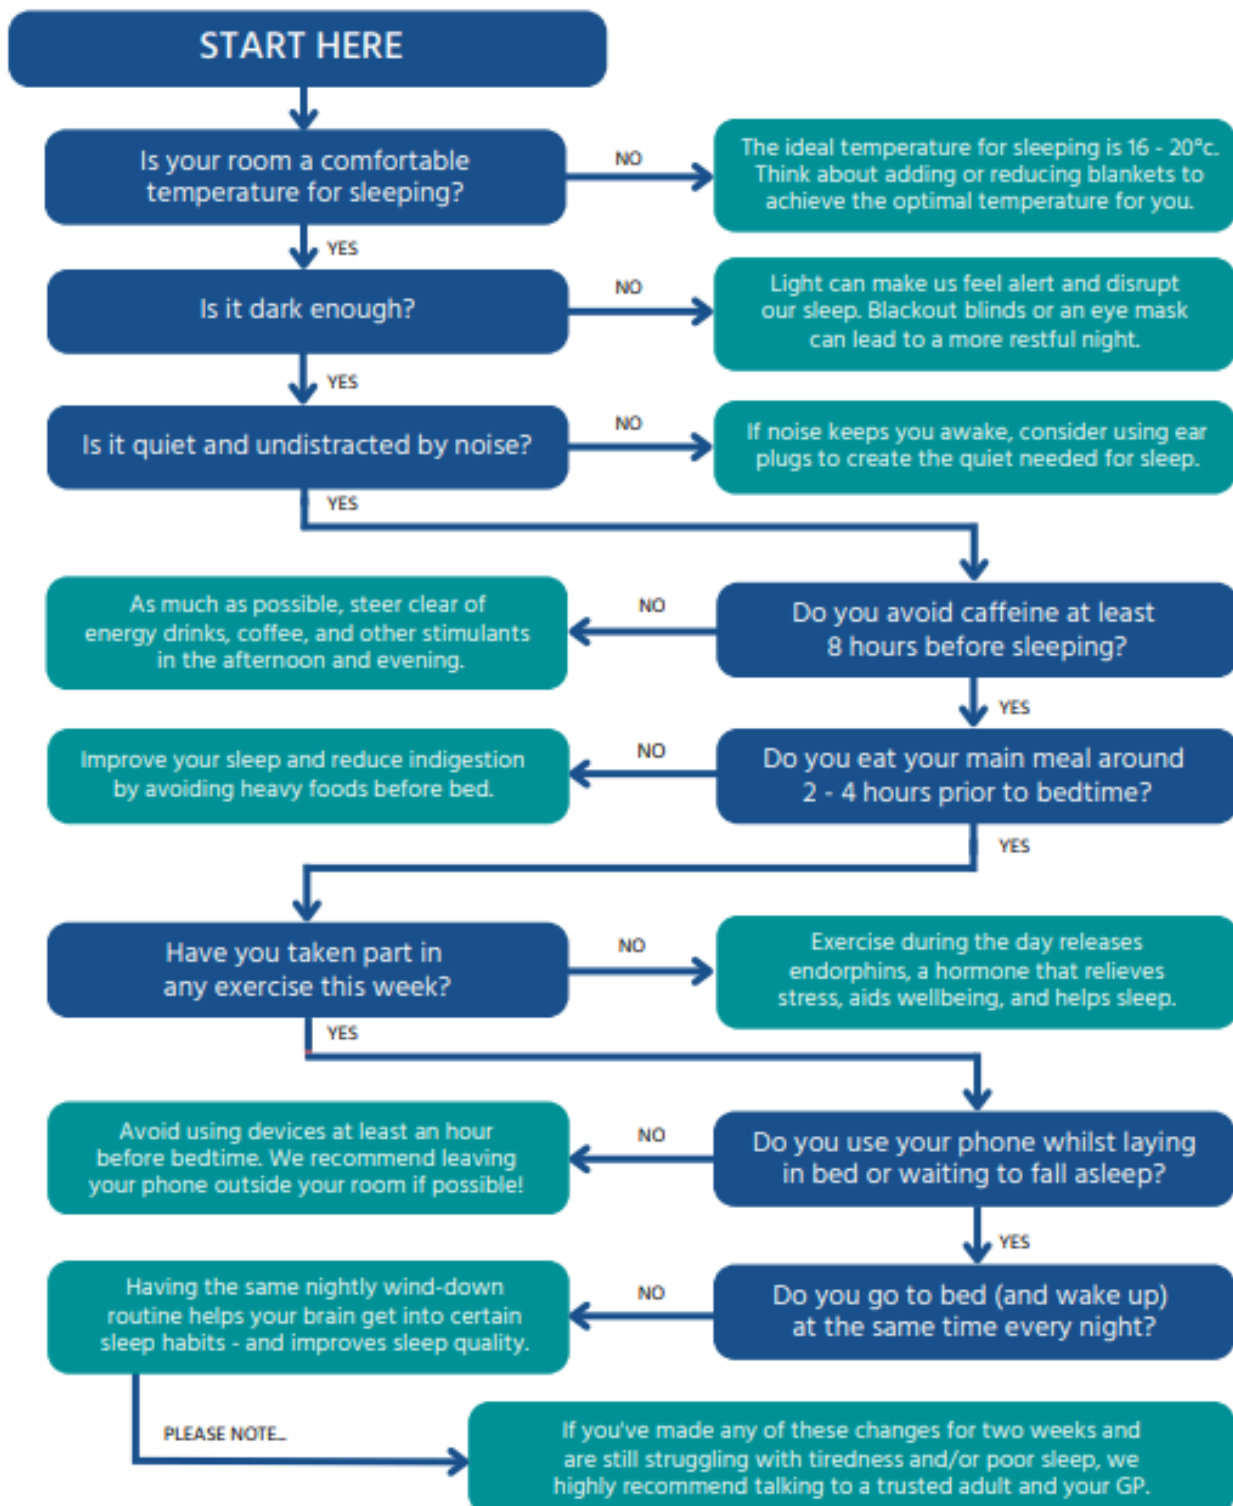 START HERE
Is your room a comfortable
temperature for sleeping?
NO
The ideal temperature for sleeping is 16 - 20°c.
Think about adding or reducing blankets to
achieve the optimal temperature for you.
YES
Is it dark enough?
NO
Light can make us feel alert and disrupt
our sleep. Blackout blinds or an eye mask
can lead to a more restful night.
YES
Is it quiet and undistracted by noise?
NO
If noise keeps you awake, consider using ear
plugs to create the quiet needed for sleep.
YES
Do you avoid caffeine at least
8 hours before sleeping?
NO
As much as possible, steer clear of
energy drinks, coffee, and other stimulants
in the afternoon and evening.
YES
Do you eat your main meal around
2 - 4 hours prior to bedtime?
NO
Improve your sleep and reduce indigestion
by avoiding heavy foods before bed.
YES
Have you taken part in
any exercise this week?
NO
Exercise during the day releases
endorphins, a hormone that relieves
stress, aids wellbeing, and helps sleep.
YES
Do you use your phone whilst laying
in bed or waiting to fall asleep?
NO
Avoid using devices at least an hour
before bedtime. We recommend leaving
your phone outside your room if possible!
YES
Do you go to bed (and wake up)
at the same time every night?
NO
Having the same nightly wind-down
routine helps your brain get into certain
sleep habits - and improves sleep quality.
PLEASE NOTE...
If you've made any of these changes for two weeks and
are still struggling with tiredness and/or poor sleep, we
highly recommend talking to a trusted adult and your GP.